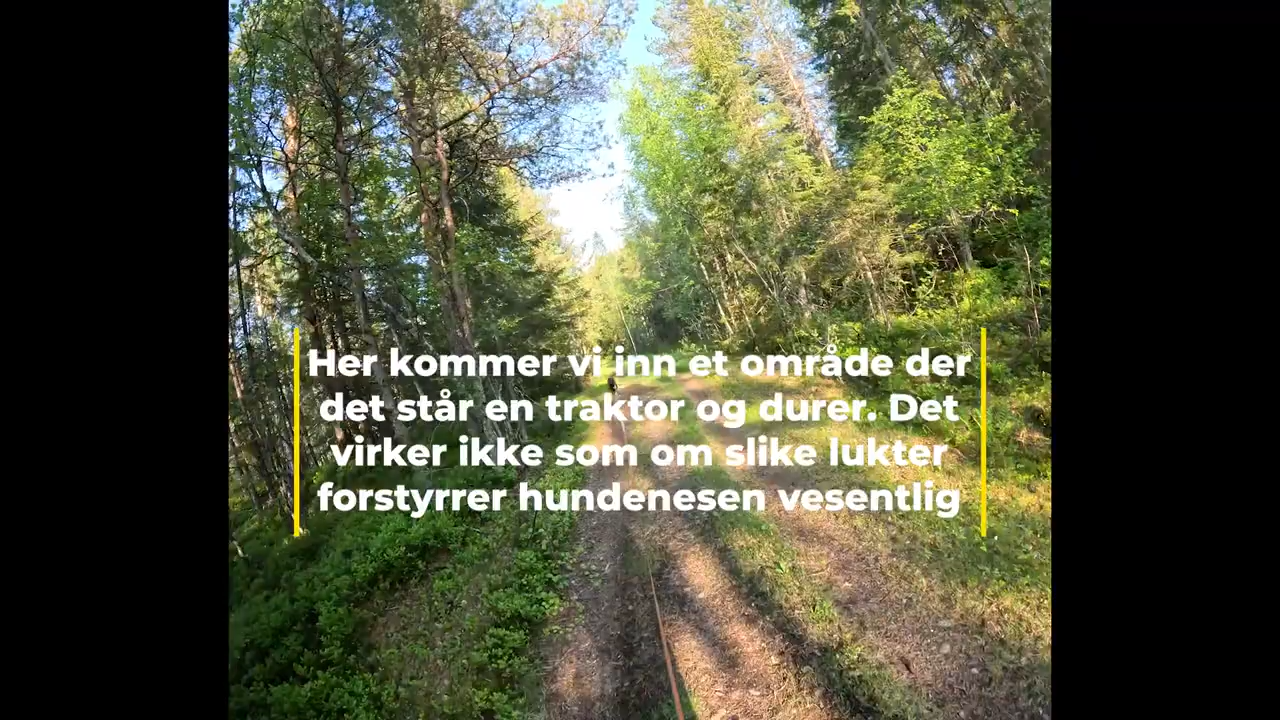 Her kommer vi inn et område der
det står en traktor og durer. Det
virker ikke som om slike lukter
forstyrrer hundenesen vesentlig